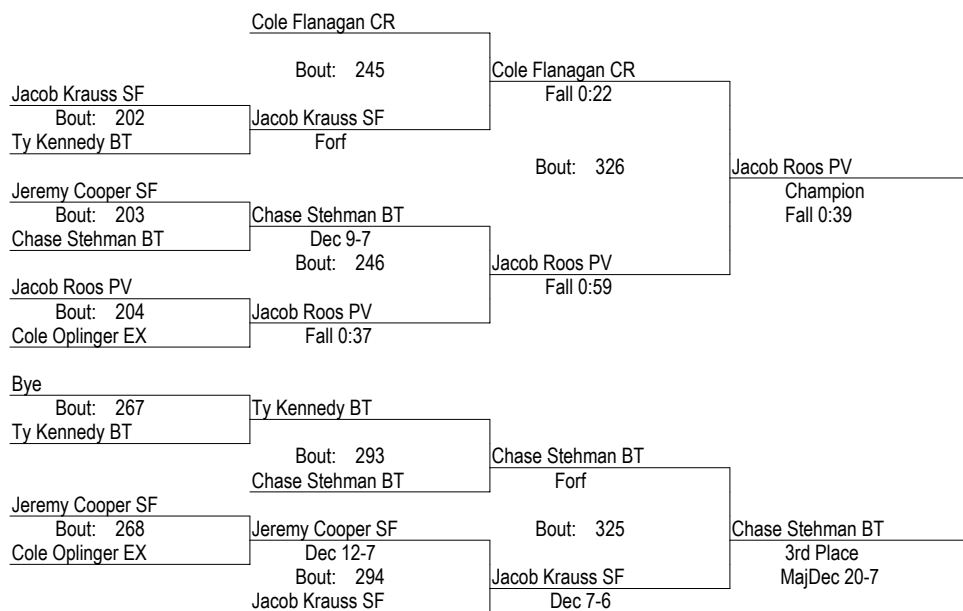 Cole Flanagan CR
Bout: 245
Cole Flanagan CR
Fall 0:22
Jacob Krauss SF
Bout: 202
Ty Kennedy BT
Jacob Krauss SF
Forf
Bout: 326
Jacob Roos PV
Champion
Fall 0:39
Jeremy Cooper SF
Bout: 203
Chase Stehman BT
Chase Stehman BT
Dec 9-7
Bout: 246
Jacob Roos PV
Fall 0:59
Jacob Roos PV
Bout: 204
Cole Oplinger EX
Jacob Roos PV
Fall 0:37
Bye
Bout: 267
Ty Kennedy BT
Ty Kennedy BT
Bout: 293
Chase Stehman BT
Chase Stehman BT
Forf
Jeremy Cooper SF
Bout: 268
Cole Oplinger EX
Jeremy Cooper SF
Dec 12-7
Bout: 294
Jacob Krauss SF
Bout: 325
Jacob Krauss SF
Dec 7-6
Chase Stehman BT
3rd Place
MajDec 20-7